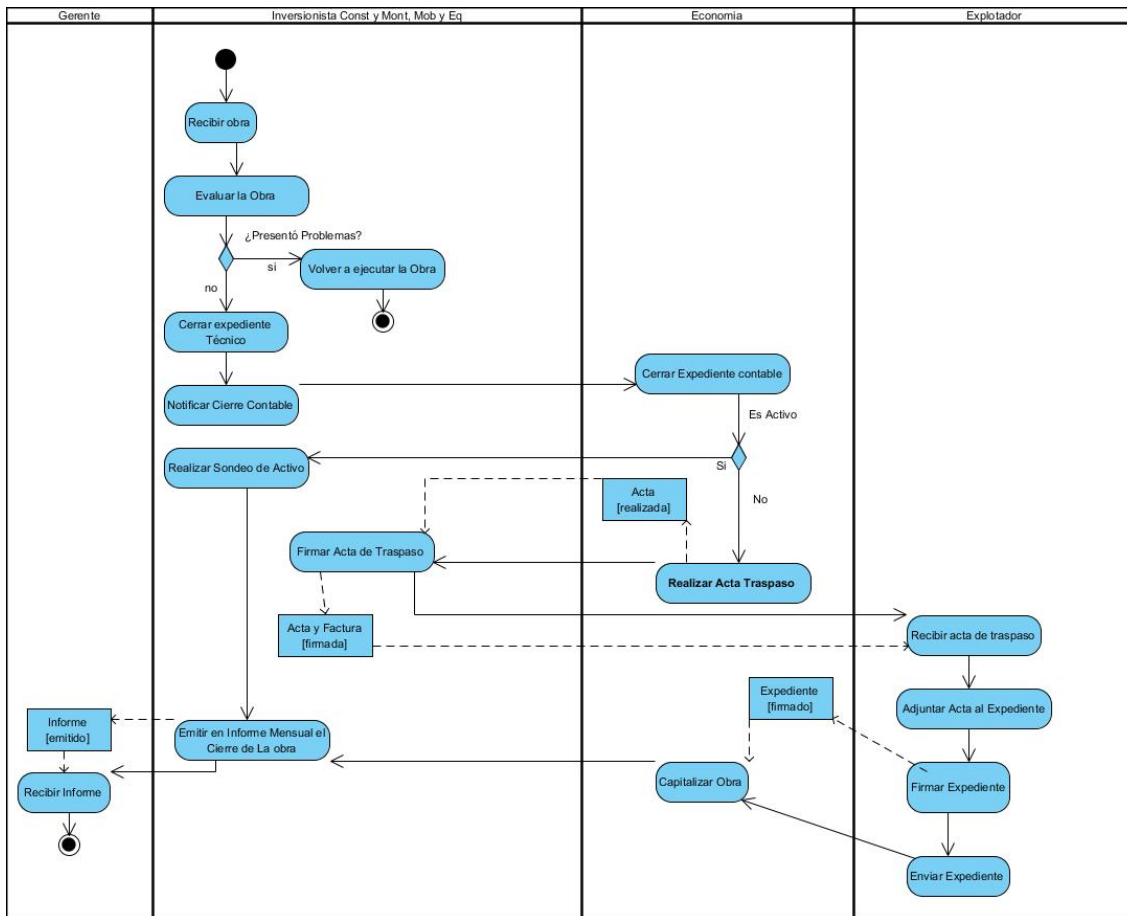 Gerente
Inversionista Const y Mont, Mob y Eq
Economia
Explotador
Recibir obra
Evaluar la Obra
¿Presentó Problemas?
si
Volver a ejecutar la Obra
no
Cerrar expediente
Técnico
Notificar Cierre Contable
Cerrar Expediente contable
Es Activo
Si
Realizar Sondeo de Activo
No
Acta
[realizada]
Firmar Acta de Traspaso
Realizar Acta Traspaso
Acta y Factura
[firmada]
Recibir acta de traspaso
Adjuntar Acta al Expediente
Expediente
[firmado]
Informe
[emitido]
Emitir en Informe Mensual el
Cierre de La obra
Recibir Informe
Capitalizar Obra
Firmar Expediente
Enviar Expediente